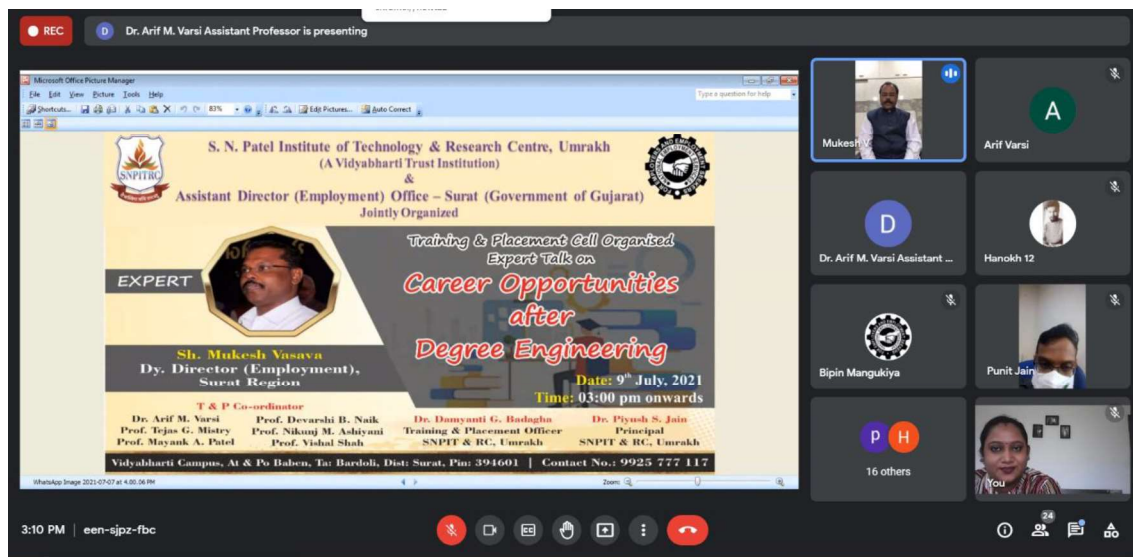 REC
D
Dr. Arif M. Varsi Assistant Professor is presenting
Microsoft Office Picture Manager
File Edit View Picture Tools Help
Type a question for help
Shortcuts...
83%
Edit Pictures...
Auto Correct
SNPITRC
S. N. Patel Institute of Technology & Research Centre, Umrakh
(A Vidyabharti Trust Institution)
&
Assistant Director (Employment) Office – Surat (Government of Gujarat)
Jointly Organized
EXPERT
Training & Placement Cell Organised
Expert Talk on
Career Opportunities
after
Degree Engineering
Sh. Mukesh Vasava
Dy. Director (Employment),
Surat Region
Date: 9th July, 2021
Time: 03:00 pm onwards
T & P Co-ordinator
Dr. Arif M. Varsi
Prof. Tejas G. Mistry
Prof. Mayank A. Patel
Prof. Devarshi B. Naik
Prof. Nikunj M. Ashiyani
Prof. Vishal Shah
Dr. Damyanti G. Badagha
Training & Placement Officer
SNPIT & RC, Umrakh
Dr. Piyush S. Jain
Principal
SNPIT & RC, Umrakh
Vidyabharti Campus, At & Po Baben, Ta: Bardoli, Dist: Surat, Pin: 394601 | Contact No.: 9925 777 117
WhatsApp Image 2021-07-07 at 4.00.06 PM
Zoom:
Mukesh V
A
Arif Varsi
D
Dr. Arif M. Varsi Assistant ...
Hanokh 12
Bipin Mangukiya
Punit Jain
P H
16 others
You
3:10 PM | een-sjpz-fbc
24